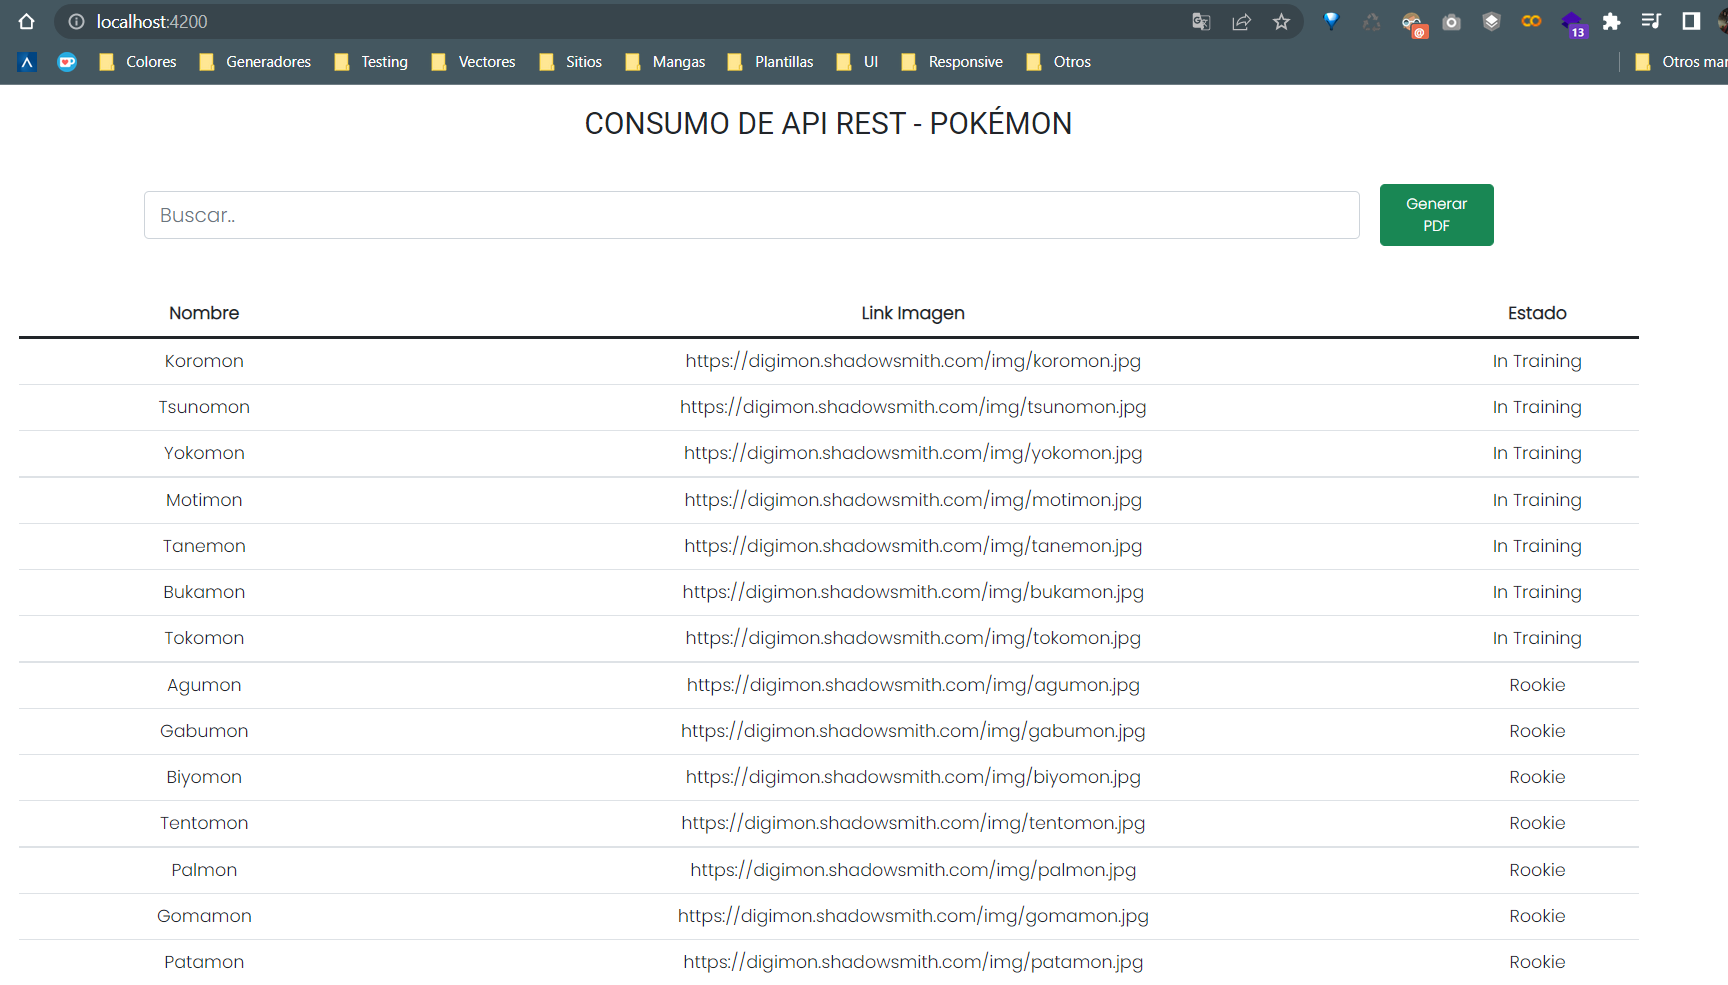 localhost:4200
@
13
Colores Generadores Testing Vectores Sitios Mangas Plantillas UI Responsive Otros Otros mar
CONSUMO DE API REST - POKÉMON
Buscar..
Generar
PDF
Nombre Link Imagen Estado
Koromon https://digimon.shadowsmith.com/img/koromon.jpg In Training
Tsunomon https://digimon.shadowsmith.com/img/tsunomon.jpg In Training
Yokomon https://digimon.shadowsmith.com/img/yokomon.jpg In Training
Motimon https://digimon.shadowsmith.com/img/motimon.jpg In Training
Tanemon https://digimon.shadowsmith.com/img/tanemon.jpg In Training
Bukamon https://digimon.shadowsmith.com/img/bukamon.jpg In Training
Tokomon https://digimon.shadowsmith.com/img/tokomon.jpg In Training
Agumon https://digimon.shadowsmith.com/img/agumon.jpg Rookie
Gabumon https://digimon.shadowsmith.com/img/gabumon.jpg Rookie
Biyomon https://digimon.shadowsmith.com/img/biyomon.jpg Rookie
Tentomon https://digimon.shadowsmith.com/img/tentomon.jpg Rookie
Palmon https://digimon.shadowsmith.com/img/palmon.jpg Rookie
Gomamon https://digimon.shadowsmith.com/img/gomamon.jpg Rookie
Patamon https://digimon.shadowsmith.com/img/patamon.jpg Rookie